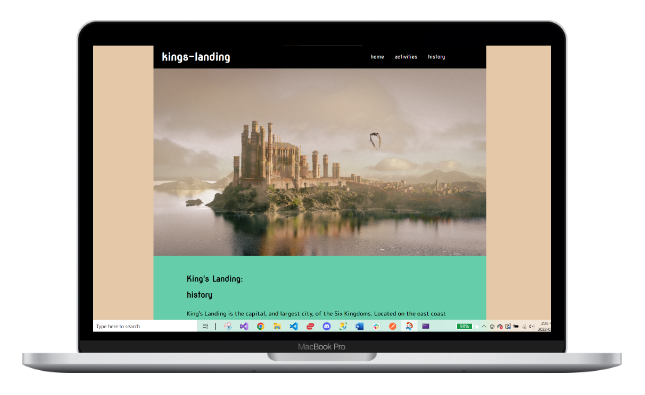 kings-landing
home activities history
King's Landing:
history
King's Landing is the capital, and largest city, of the Six Kingdoms. Located on the east coast
Type here to search
MacBook Pro